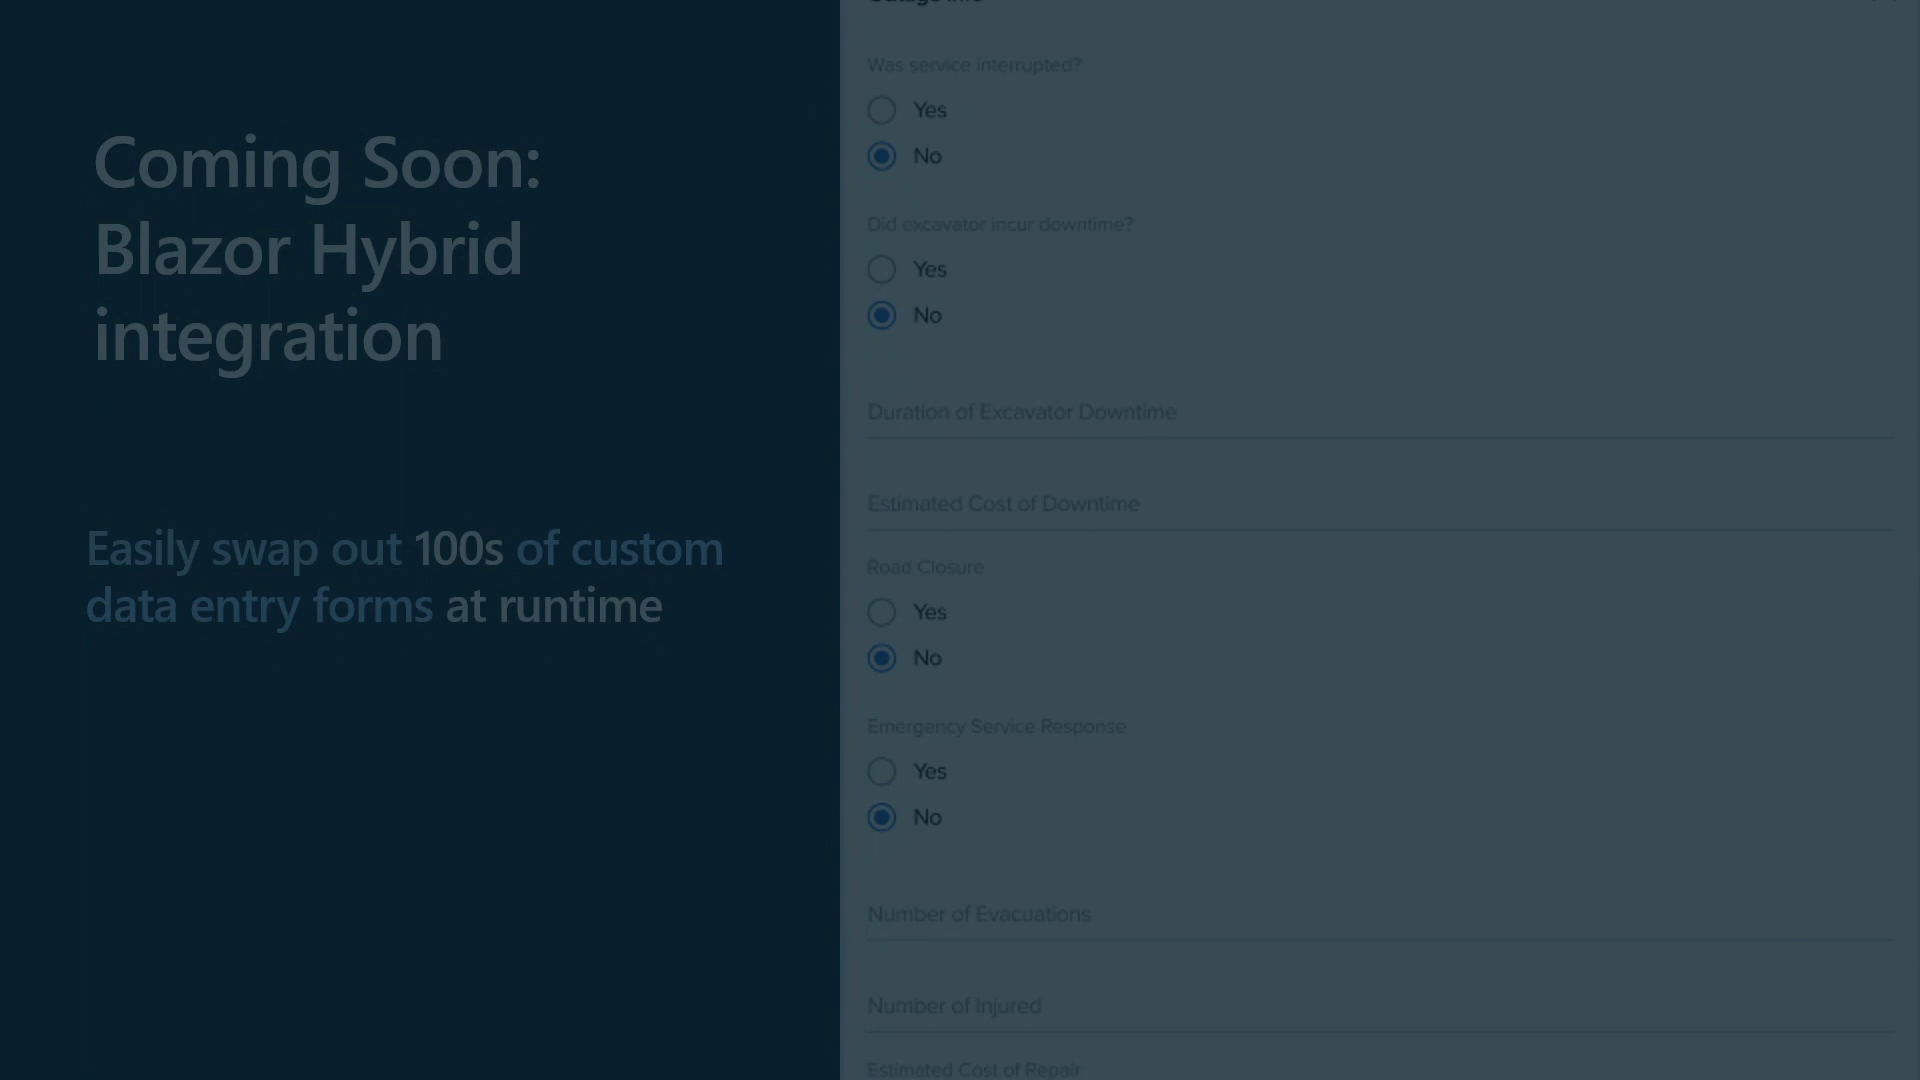 Coming Soon:
Blazor Hybrid
integration
Easily swap out 100s of custom
data entry forms at runtime
Outage Info
Was service interrupted?
Yes
No
Did excavator incur downtime?
Yes
No
Duration of Excavator Downtime
Estimated Cost of Downtime
Road Closure
Yes
No
Emergency Service Response
Yes
No
Number of Evacuations
Number of Injured
Estimated Cost of Repair